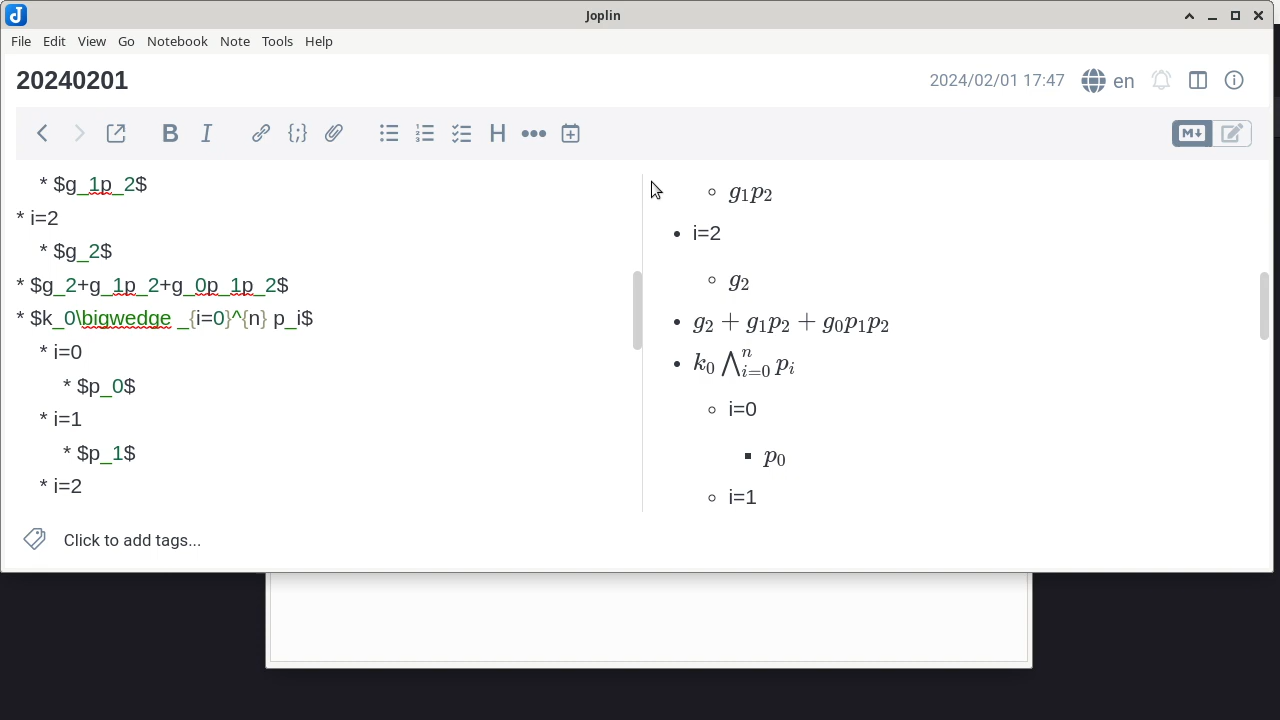 Joplin
File Edit View Go Notebook Note Tools Help
20240201
2024/02/01 17:47 en
* $g_1p_2$
* i=2
* $g_2$
* $g_2+g_1p_2+g_0p_1p_2$
* $k_0\bigwedge _{i=0}^{n} p_i$
* i=0
* $p_0$
* i=1
* $p_1$
* i=2
◦ g₁p₂
• i=2
◦ g₂
• g₂ + g₁p₂ + g₀p₁p₂
• k₀ ⋀ᵢ₌₀ⁿ pᵢ
◦ i=0
▪ p₀
◦ i=1
Click to add tags...